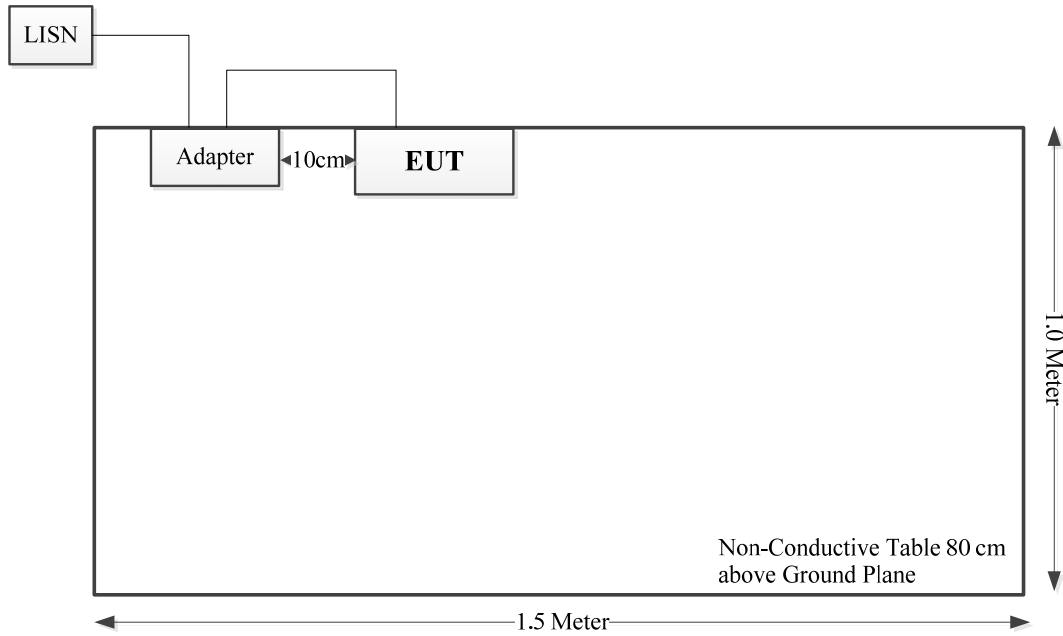 LISN
Adapter
10cm
EUT
1.0 Meter
Non-Conductive Table 80 cm
above Ground Plane
1.5 Meter